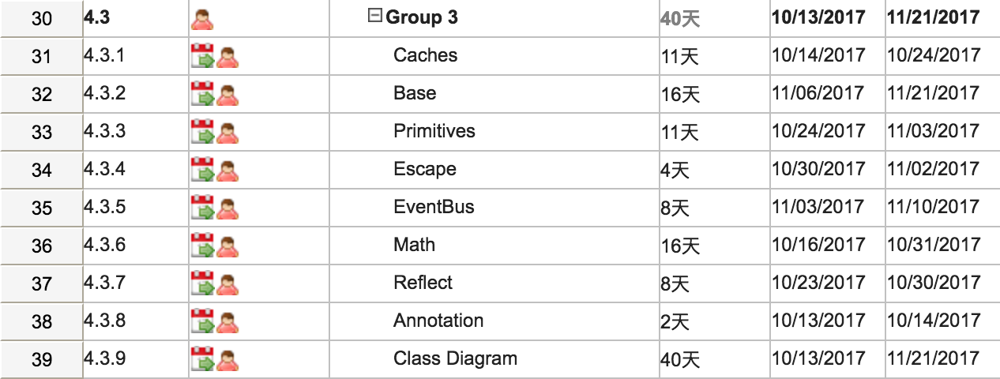 30 4.3 Group 3 40天 10/13/2017 11/21/2017
31 4.3.1 Caches 11天 10/14/2017 10/24/2017
32 4.3.2 Base 16天 11/06/2017 11/21/2017
33 4.3.3 Primitives 11天 10/24/2017 11/03/2017
34 4.3.4 Escape 4天 10/30/2017 11/02/2017
35 4.3.5 EventBus 8天 11/03/2017 11/10/2017
36 4.3.6 Math 16天 10/16/2017 10/31/2017
37 4.3.7 Reflect 8天 10/23/2017 10/30/2017
38 4.3.8 Annotation 2天 10/13/2017 10/14/2017
39 4.3.9 Class Diagram 40天 10/13/2017 11/21/2017